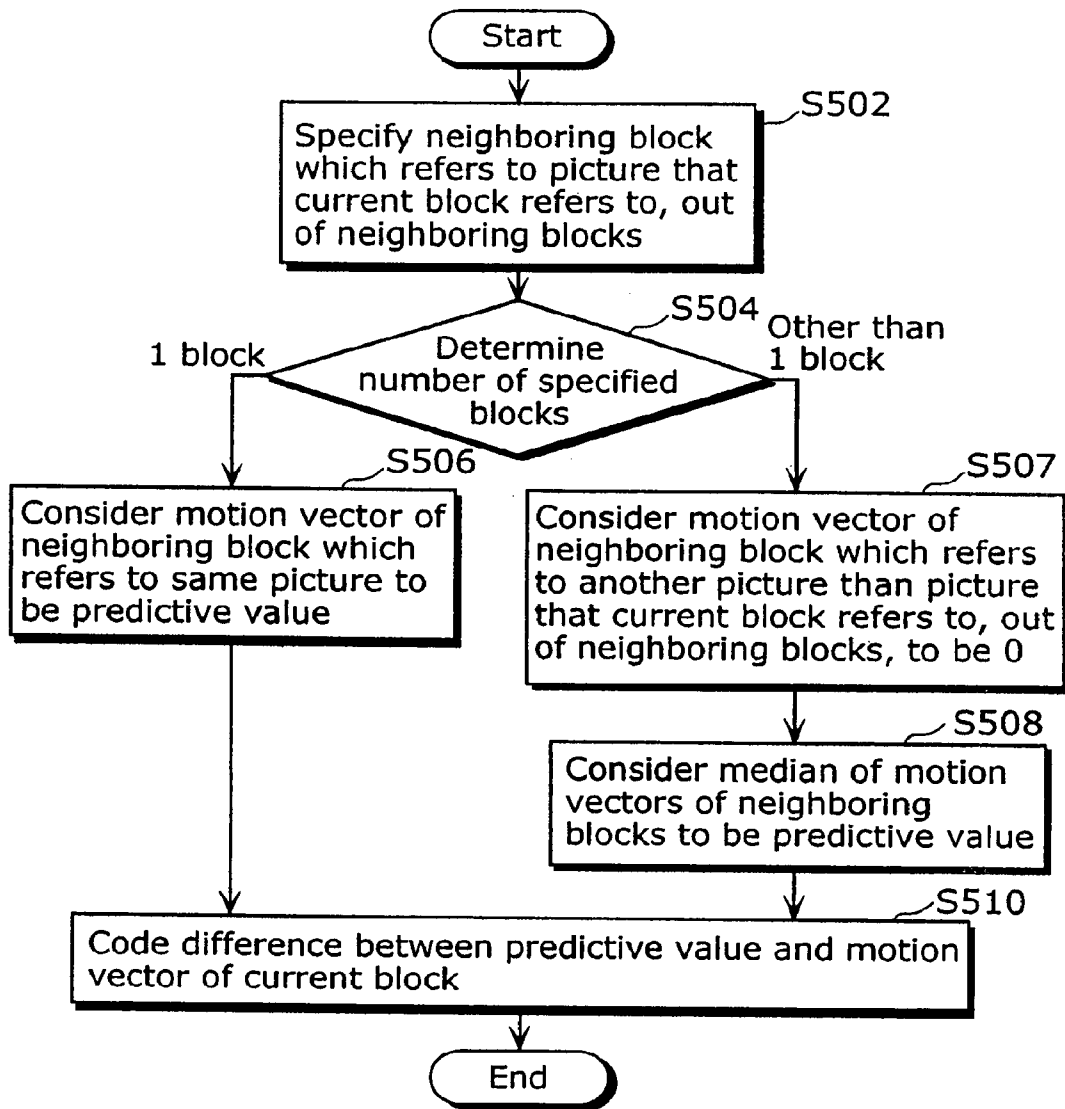 Start
S502
Specify neighboring block
which refers to picture that
current block refers to, out
of neighboring blocks
S504
1 block
Other than
1 block
Determine
number of specified
blocks
S506
S507
Consider motion vector of
neighboring block which
refers to same picture to
be predictive value
Consider motion vector of
neighboring block which refers
to another picture than picture
that current block refers to, out
of neighboring blocks, to be 0
S508
Consider median of motion
vectors of neighboring
blocks to be predictive value
S510
Code difference between predictive value and motion
vector of current block
End